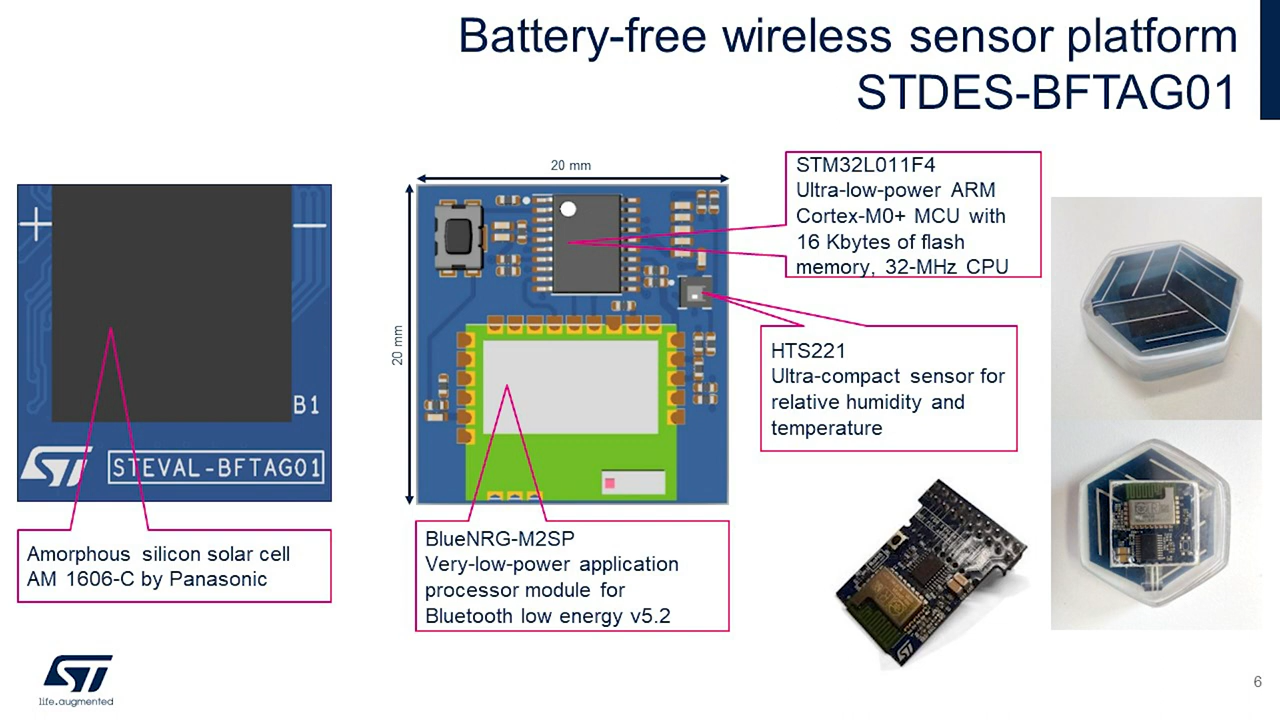 Battery-free wireless sensor platform
STDES-BFTAG01
20 mm
20 mm
STM32L011F4
Ultra-low-power ARM
Cortex-M0+ MCU with
16 Kbytes of flash
memory, 32-MHz CPU
HTS221
Ultra-compact sensor for
relative humidity and
temperature
B1
ST
STEVAL-BFTAG01
Amorphous silicon solar cell
AM 1606-C by Panasonic
BlueNRG-M2SP
Very-low-power application
processor module for
Bluetooth low energy v5.2
ST
ST
life.augmented
6